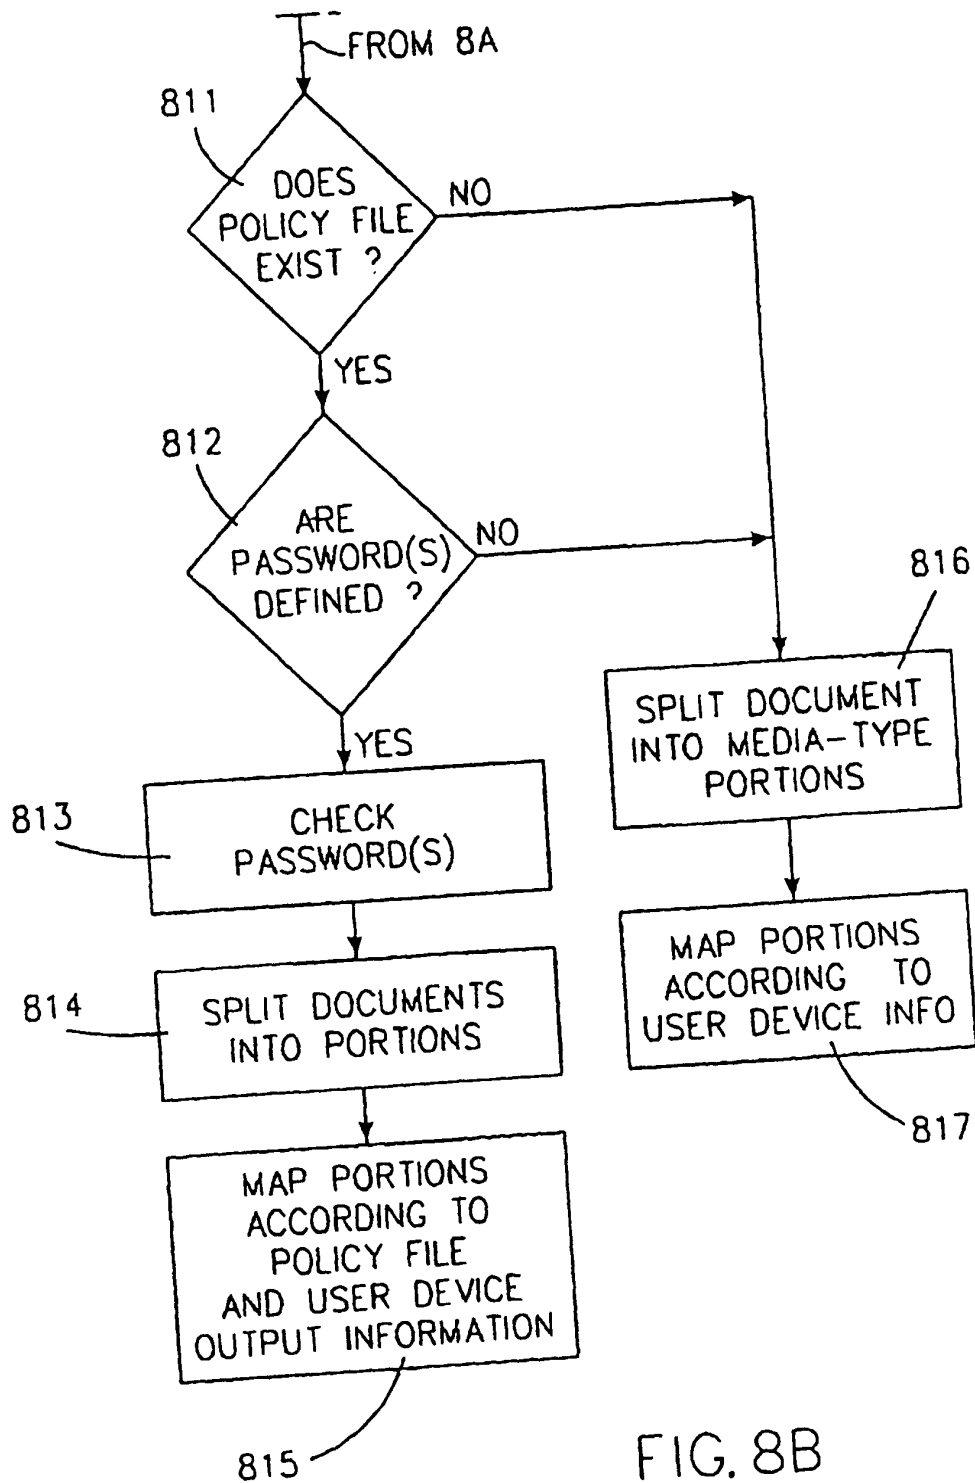 FROM 8A
811
DOES
POLICY FILE
EXIST ?
NO
YES
812
ARE
PASSWORD(S)
DEFINED ?
NO
YES
813
CHECK
PASSWORD(S)
814
SPLIT DOCUMENTS
INTO PORTIONS
MAP PORTIONS
ACCORDING TO
POLICY FILE
AND USER DEVICE
OUTPUT INFORMATION
815
816
SPLIT DOCUMENT
INTO MEDIA-TYPE
PORTIONS
MAP PORTIONS
ACCORDING TO
USER DEVICE INFO
817
FIG. 8B